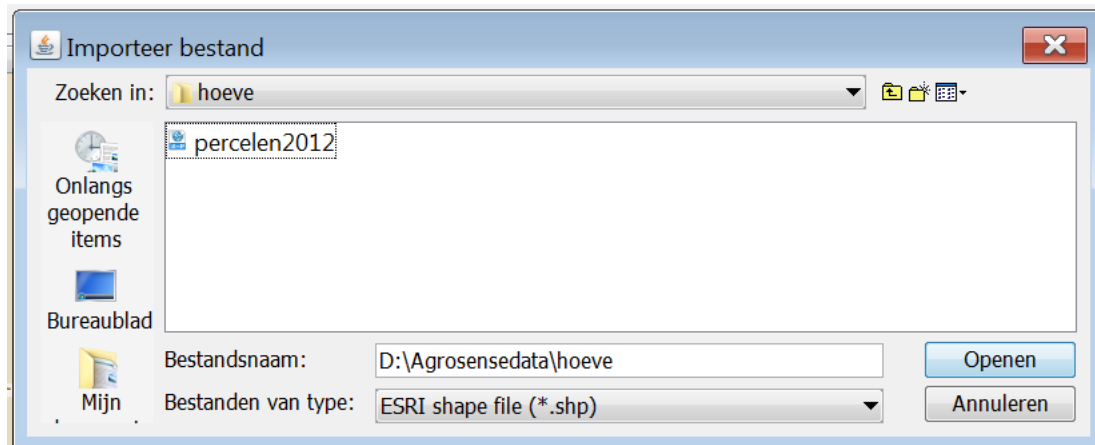 Importeer bestand
Zoeken in: hoeve
percelen2012
Onlangs
geopende
items
Bureaublad
Mijn
Bestandsnaam: D:\Agrosensedata\hoeve Openen
Bestanden van type: ESRI shape file (*.shp) Annuleren